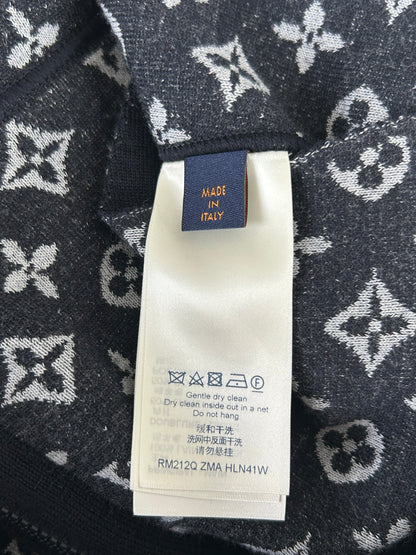 MADE
IN
ITALY
F
Gentle dry clean
Dry clean inside out in a net
Do not hang
缓和干洗
洗网中反面干洗
请勿悬挂
RM212Q ZMA HLN41W